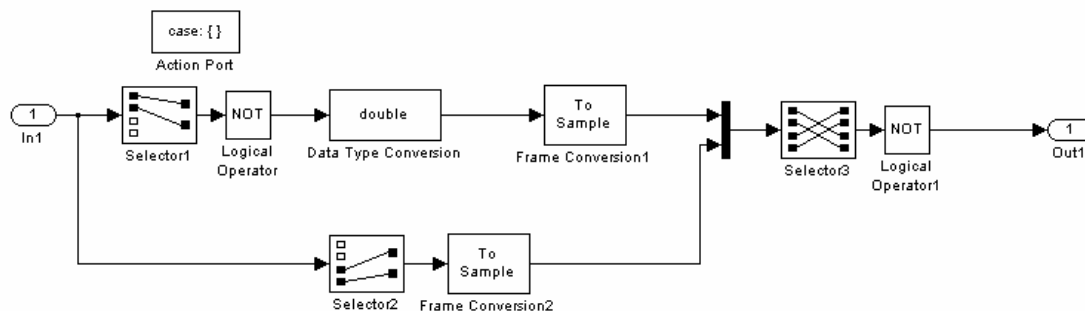 case: { }
Action Port
1
In1
Selector1
NOT
Logical
Operator
double
Data Type Conversion
To
Sample
Frame Conversion1
Selector3
NOT
Logical
Operator1
1
Out1
Selector2
To
Sample
Frame Conversion2